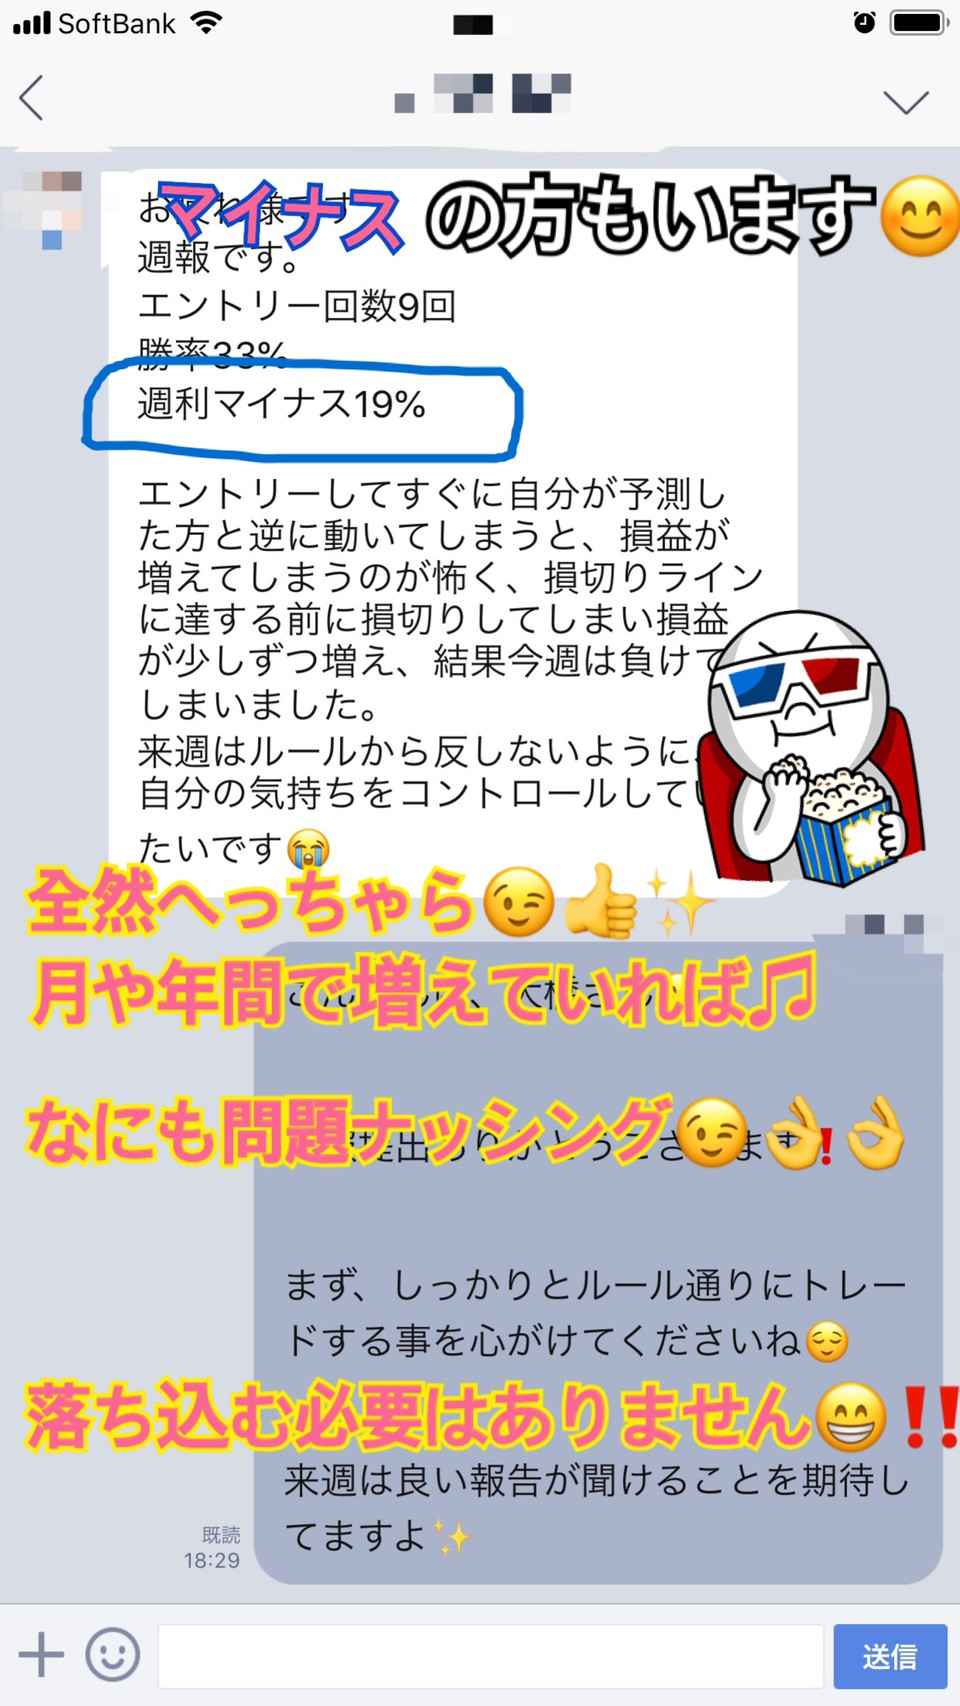 SoftBank
マイナス の方もいます😊
週報です。
エントリー回数9回
勝率33%
週利マイナス19%
エントリーしてすぐに自分が予測し
た方と逆に動いてしまうと、損益が
増えてしまうのが怖く、損切りライン
に達する前に損切りしてしまい損益
が少しずつ増え、結果今週は負けて
しまいました。
来週はルールから反しないように、
自分の気持ちをコントロールしてい
たいです😭
全然へっちゃら😉👍✨
月や年間で増えていれば♫
なにも問題ナッシング😉👌👌
まず、しっかりとルール通りにトレー
ドする事を心がけてくださいね😌
落ち込む必要はありません😁‼️
来週は良い報告が聞けることを期待し
てますよ✨
既読
18:29
送信